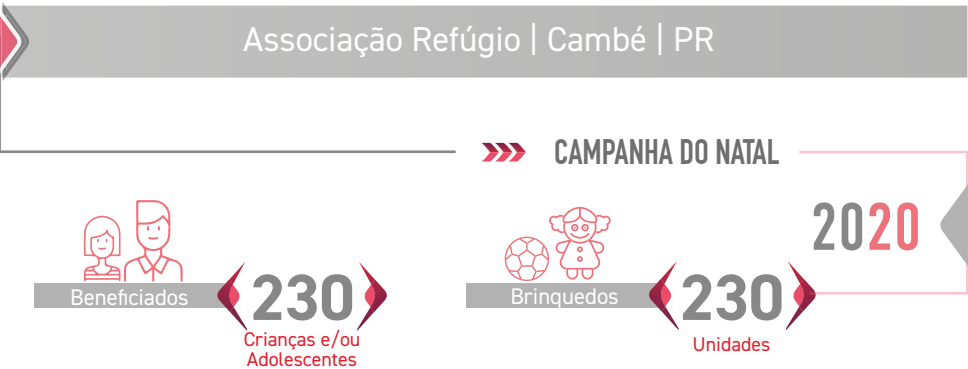 Associação Refúgio | Cambé | PR
CAMPANHA DO NATAL
2020
Beneficiados
230
Crianças e/ou
Adolescentes
Brinquedos
230
Unidades